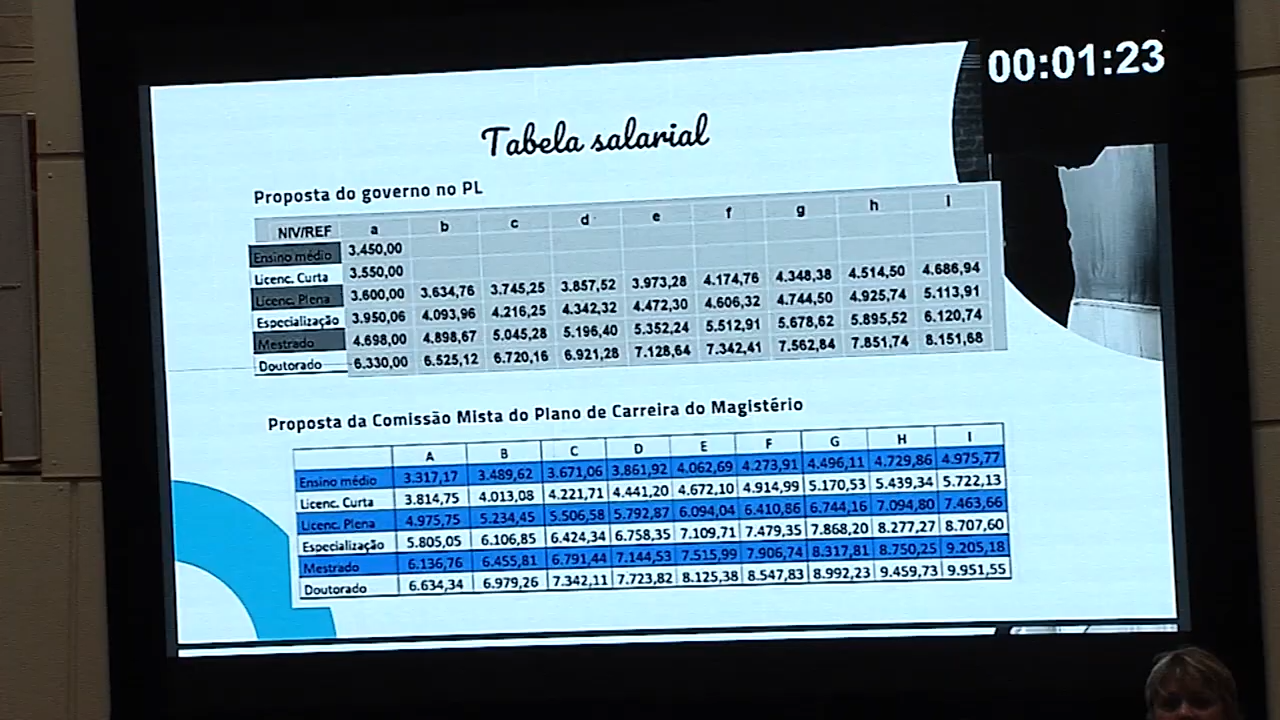 00:01:23
Tabela salarial
Proposta do governo no PL
NIV/REF a b c d e f g h I
Ensino médio 3.450,00
Licenc. Curta 3.550,00
Licenc. Plena 3.600,00 3.634,76 3.745,25 3.857,52 3.973,28 4.174,76 4.348,38 4.514,50 4.686,94
Especialização 3.950,06 4.093,96 4.216,25 4.342,32 4.472,30 4.606,32 4.744,50 4.925,74 5.113,91
Mestrado 4.698,00 4.898,67 5.045,28 5.196,40 5.352,24 5.512,91 5.678,62 5.895,52 6.120,74
Doutorado 6.330,00 6.525,12 6.720,16 6.921,28 7.128,64 7.342,41 7.562,84 7.851,74 8.151,68
Proposta da Comissão Mista do Plano de Carreira do Magistério
A B C D E F G H I
Ensino médio 3.317,17 3.489,62 3.671,06 3.861,92 4.062,69 4.273,91 4.496,11 4.729,86 4.975,77
Licenc. Curta 3.814,75 4.013,08 4.221,71 4.441,20 4.672,10 4.914,99 5.170,53 5.439,34 5.722,13
Licenc. Plena 4.975,75 5.234,45 5.506,58 5.792,87 6.094,04 6.410,86 6.744,16 7.094,80 7.463,66
Especialização 5.805,05 6.106,85 6.424,34 6.758,35 7.109,71 7.479,35 7.868,20 8.277,27 8.707,60
Mestrado 6.136,76 6.455,81 6.791,44 7.144,53 7.515,99 7.906,74 8.317,81 8.750,25 9.205,18
Doutorado 6.634,34 6.979,26 7.342,11 7.723,82 8.125,38 8.547,83 8.992,23 9.459,73 9.951,55